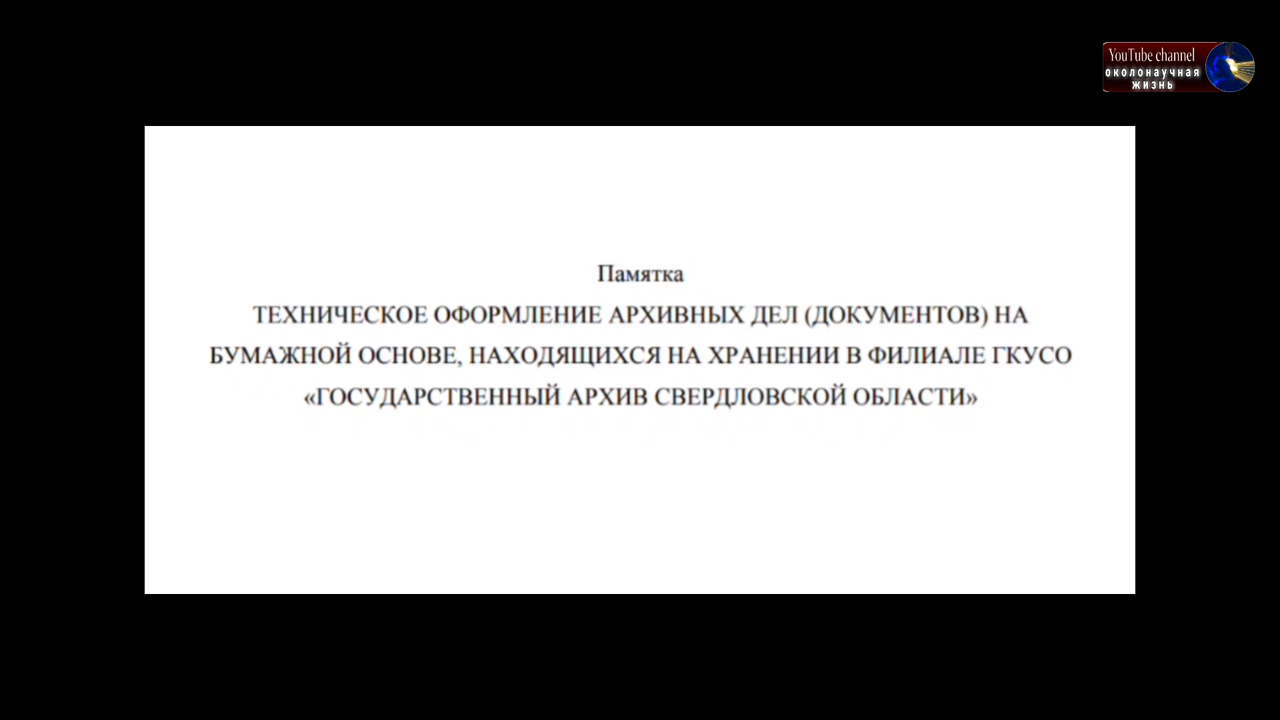 YouTube channel
околонаучная
жизнь
Памятка
ТЕХНИЧЕСКОЕ ОФОРМЛЕНИЕ АРХИВНЫХ ДЕЛ (ДОКУМЕНТОВ) НА
БУМАЖНОЙ ОСНОВЕ, НАХОДЯЩИХСЯ НА ХРАНЕНИИ В ФИЛИАЛЕ ГКУСО
«ГОСУДАРСТВЕННЫЙ АРХИВ СВЕРДЛОВСКОЙ ОБЛАСТИ»